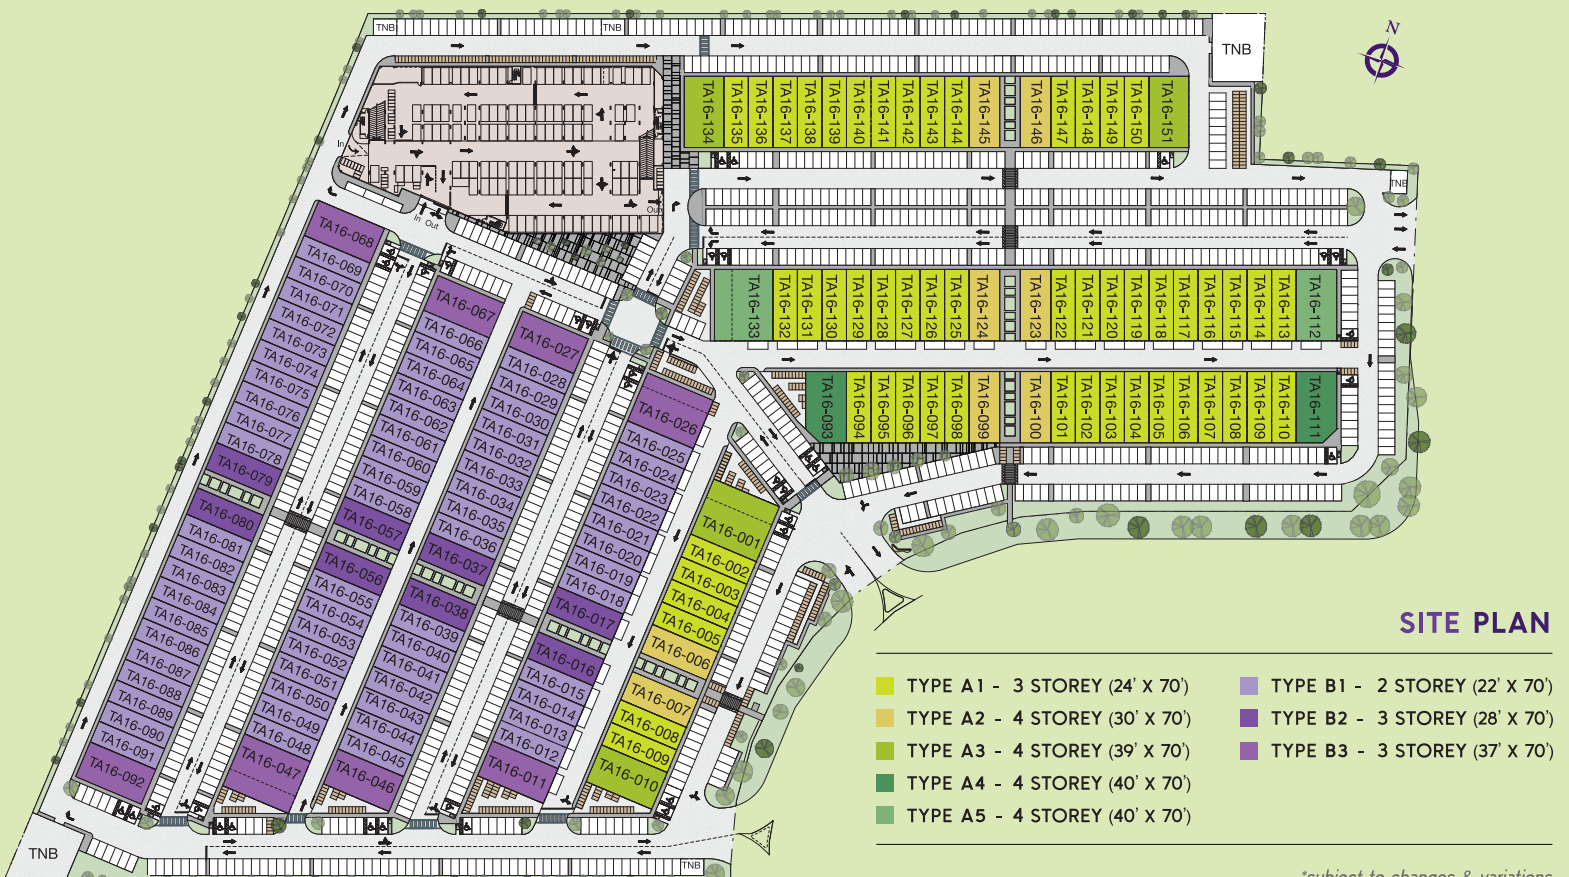 TNB
TNB
TNB
N
TA16-134
TA16-135
TA16-136
TA16-137
TA16-138
TA16-139
TA16-140
TA16-141
TA16-142
TA16-143
TA16-144
TA16-145
TA16-146
TA16-147
TA16-148
TA16-149
TA16-150
TA16-151
In
TNB
Out
In Out
TA16-133
TA16-132
TA16-131
TA16-130
TA16-129
TA16-128
TA16-127
TA16-126
TA16-125
TA16-124
TA16-123
TA16-122
TA16-121
TA16-120
TA16-119
TA16-118
TA16-117
TA16-116
TA16-115
TA16-114
TA16-113
TA16-112
TA16-093
TA16-094
TA16-095
TA16-096
TA16-097
TA16-098
TA16-099
TA16-100
TA16-101
TA16-102
TA16-103
TA16-104
TA16-105
TA16-106
TA16-107
TA16-108
TA16-109
TA16-110
TA16-111
TA16-068
TA16-069
TA16-070
TA16-071
TA16-072
TA16-073
TA16-074
TA16-075
TA16-076
TA16-077
TA16-078
TA16-079
TA16-080
TA16-081
TA16-082
TA16-083
TA16-084
TA16-085
TA16-086
TA16-087
TA16-088
TA16-089
TA16-090
TA16-091
TA16-092
TA16-067
TA16-066
TA16-065
TA16-064
TA16-063
TA16-062
TA16-061
TA16-060
TA16-059
TA16-058
TA16-057
TA16-056
TA16-055
TA16-054
TA16-053
TA16-052
TA16-051
TA16-050
TA16-049
TA16-048
TA16-047
TA16-027
TA16-028
TA16-029
TA16-030
TA16-031
TA16-032
TA16-033
TA16-034
TA16-035
TA16-036
TA16-037
TA16-038
TA16-039
TA16-040
TA16-041
TA16-042
TA16-043
TA16-044
TA16-045
TA16-046
TA16-026
TA16-025
TA16-024
TA16-023
TA16-022
TA16-021
TA16-020
TA16-019
TA16-018
TA16-017
TA16-016
TA16-015
TA16-014
TA16-013
TA16-012
TA16-011
TA16-001
TA16-002
TA16-003
TA16-004
TA16-005
TA16-006
TA16-007
TA16-008
TA16-009
TA16-010
TNB
TNB
SITE PLAN
TYPE A1 - 3 STOREY (24' X 70')
TYPE A2 - 4 STOREY (30' X 70')
TYPE A3 - 4 STOREY (39' X 70')
TYPE A4 - 4 STOREY (40' X 70')
TYPE A5 - 4 STOREY (40' X 70')
TYPE B1 - 2 STOREY (22' X 70')
TYPE B2 - 3 STOREY (28' X 70')
TYPE B3 - 3 STOREY (37' X 70')
*subject to changes & variations